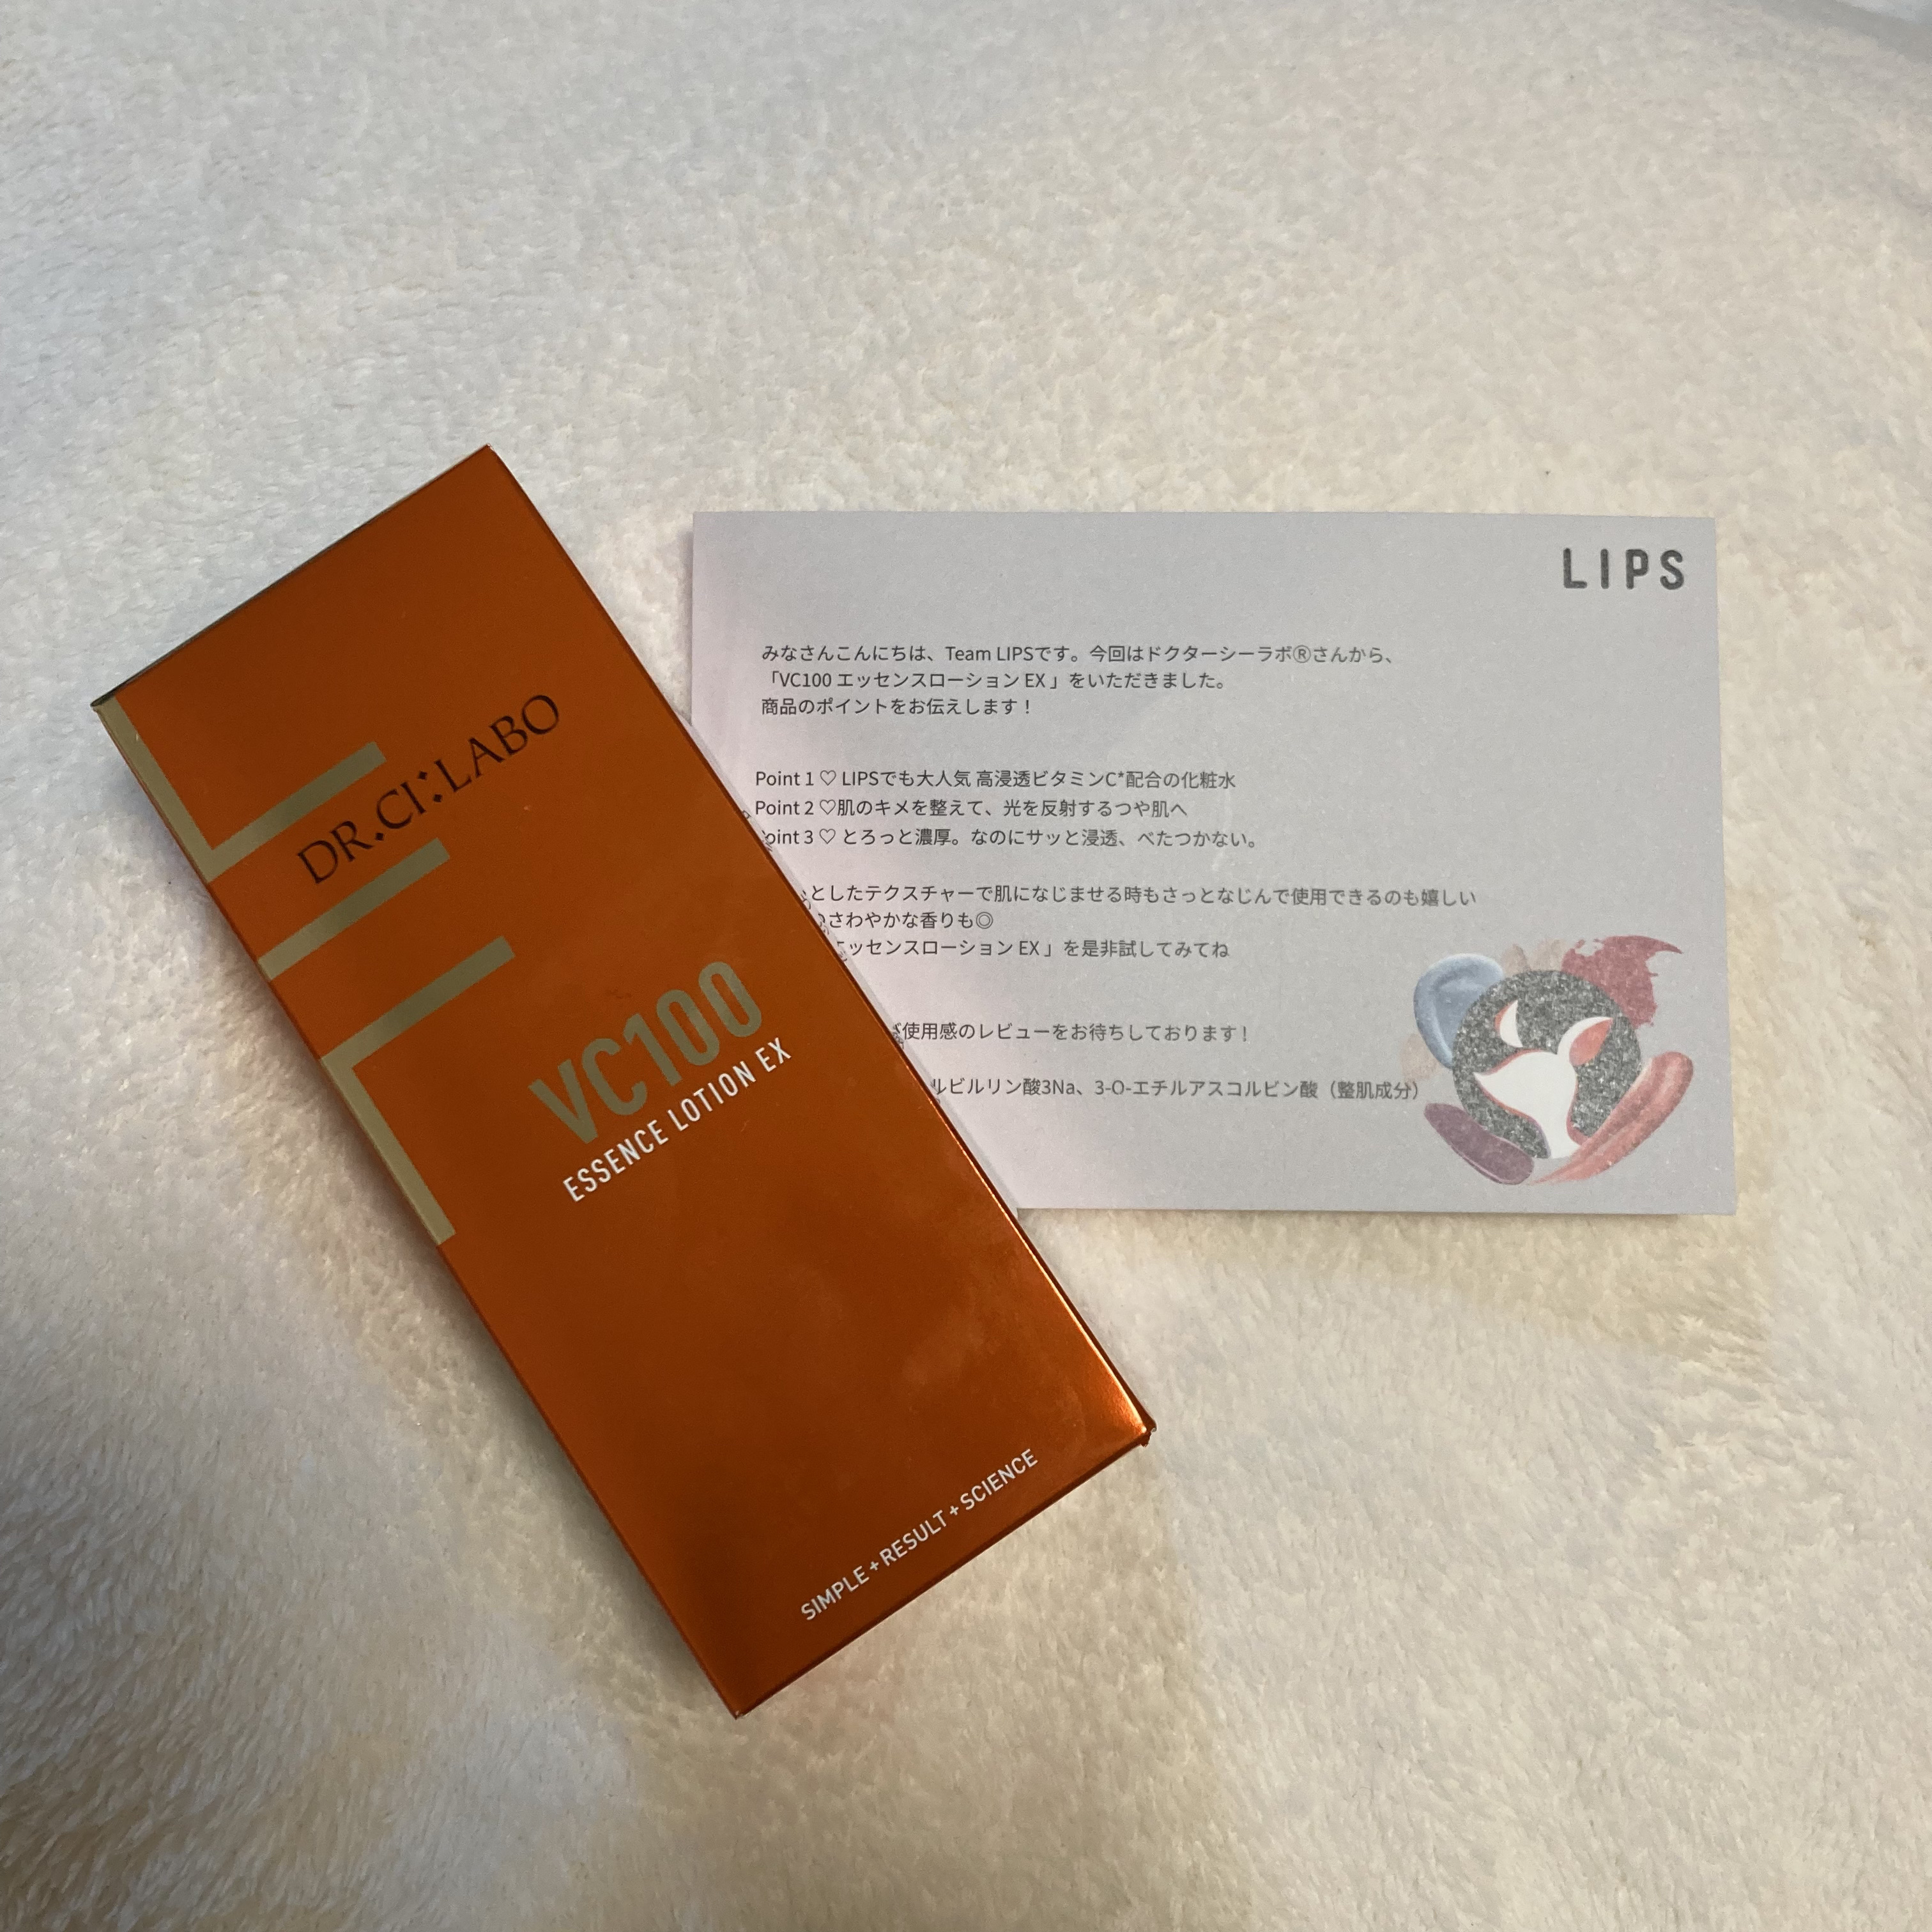 DR.CI:LABO
VC100
ESSENCE LOTION EX
SIMPLE+RESULT+SCIENCE
LIPS
みなさんこんにちは、Team LIPSです。今回はドクターシーラボⓇさんから、
「VC100 エッセンスローション EX 」をいただきました。
商品のポイントをお伝えします！
Point 1 ♡ LIPSでも大人気 高浸透ビタミンC*配合の化粧水
Point 2 ♡肌のキメを整えて、光を反射するつや肌へ
oint 3 ♡ とろっと濃厚。なのにサッと浸透、べたつかない。
としたテクスチャーで肌になじませる時もさっとなじんで使用できるのも嬉しい
さわやかな香りも◎
ッセンスローション EX 」を是非試してみてね
使用感のレビューをお待ちしております！
ルビルリン酸3Na、3-O-エチルアスコルビン酸（整肌成分）